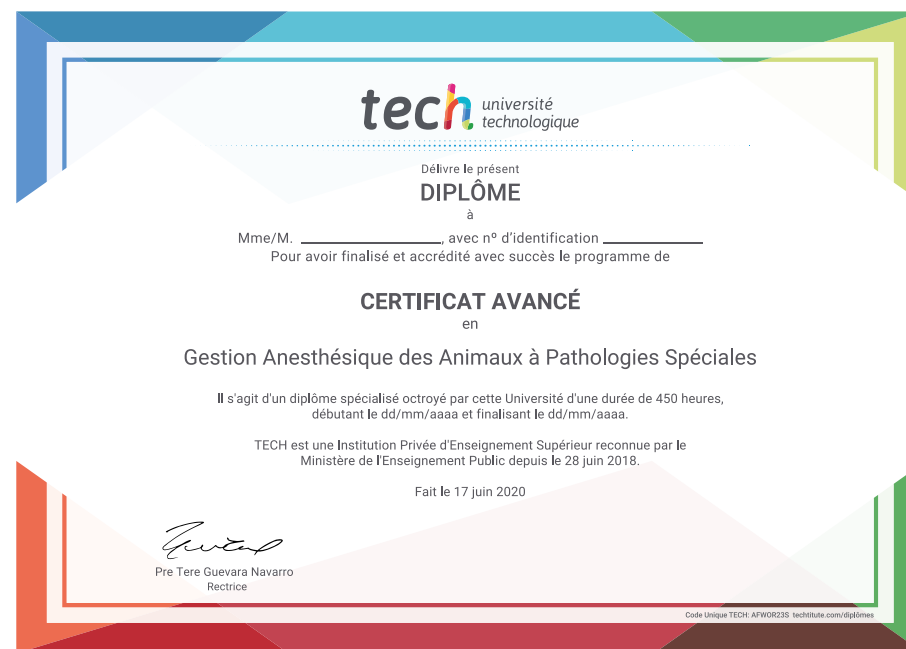 tech université
technologique
Délivre le présent
DIPLÔME
à
Mme/M. ____________________, avec nº d'identification ______________
Pour avoir finalisé et accrédité avec succès le programme de
CERTIFICAT AVANCÉ
en
Gestion Anesthésique des Animaux à Pathologies Spéciales
Il s'agit d'un diplôme spécialisé octroyé par cette Université d'une durée de 450 heures,
débutant le dd/mm/aaaa et finalisant le dd/mm/aaaa.
TECH est une Institution Privée d'Enseignement Supérieur reconnue par le
Ministère de l'Enseignement Public depuis le 28 juin 2018.
Fait le 17 juin 2020
Pre Tere Guevara Navarro
Rectrice
Code Unique TECH: AFWOR23S techtitute.com/diplômes